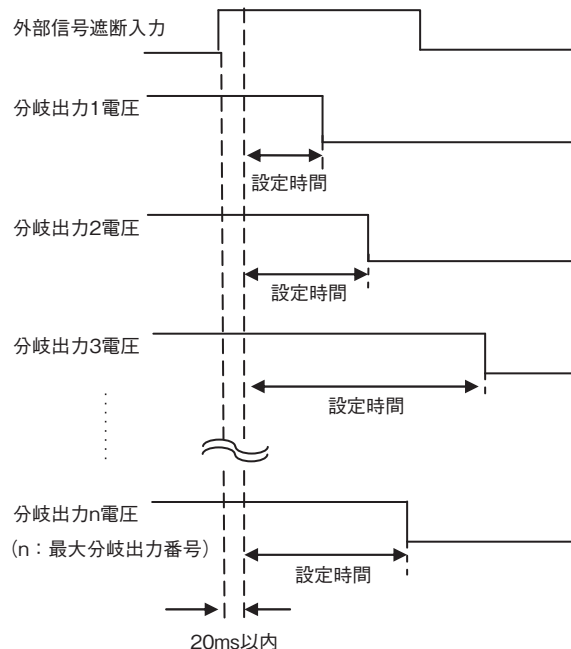 外部信号遮断入力
分岐出力1電圧
設定時間
分岐出力2電圧
設定時間
分岐出力3電圧
設定時間
分岐出力n電圧
(n：最大分岐出力番号)
設定時間
20ms以内